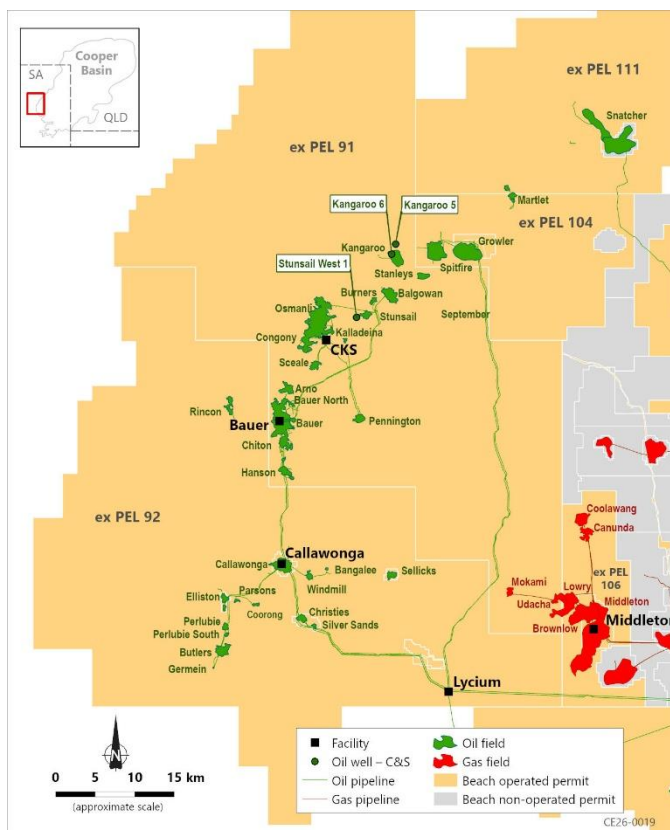 Cooper
Basin
SA
QLD
ex PEL 111
Snatcher
ex PEL 91
Martlet
Kangaroo 6
Kangaroo 5
ex PEL 104
Growler
Kangaroo
Spitfire
Stunsail West 1
Stanleys
Burners
Balgowan
Osmanli
Stunsail
September
Kalladeina
Congony
CKS
Sceale
Arno
Bauer North
Rincon
Bauer
Bauer
Pennington
Chiton
Hanson
ex PEL 92
Coolawang
Canunda
Callawonga
Callawonga
Bangalee
Sellicks
Windmill
ex PEL
106
Mokami
Lowry
Elliston
Parsons
Udacha
Middleton
Coorong
Christies
Perlubie
Silver Sands
Brownlow
Middleton
Perlubie South
Butlers
Germein
Lycium
N
0 5 10 15 km
(approximate scale)
Facility
Oil well – C&S
Oil pipeline
Gas pipeline
Oil field
Gas field
Beach operated permit
Beach non-operated permit
CE26-0019